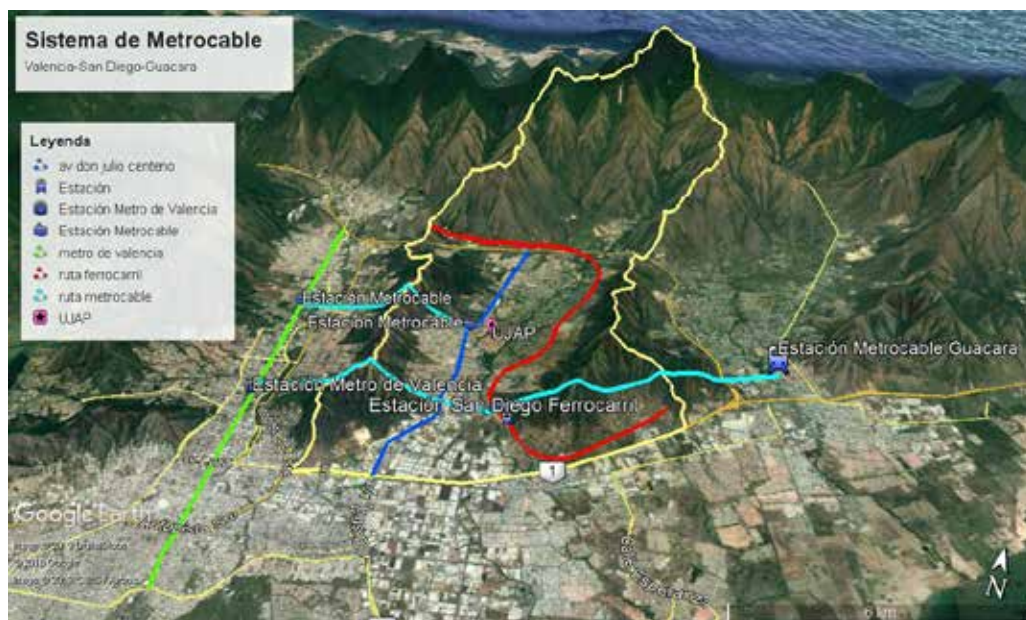 Sistema de Metrocable
Valencia-San Diego-Guacara
Leyenda
av don julio centeno
Estación
Estación Metro de Valencia
Estación Metrocable
metro de valencia
ruta ferrocarril
ruta metrocable
UJAP
Estación Metrocable
Estación Metrocable
UJAP
Estación Metrocable Guacara
Estación Metro de Valencia
Estación San Diego Ferrocarril
1
Google Earth
N
6 km